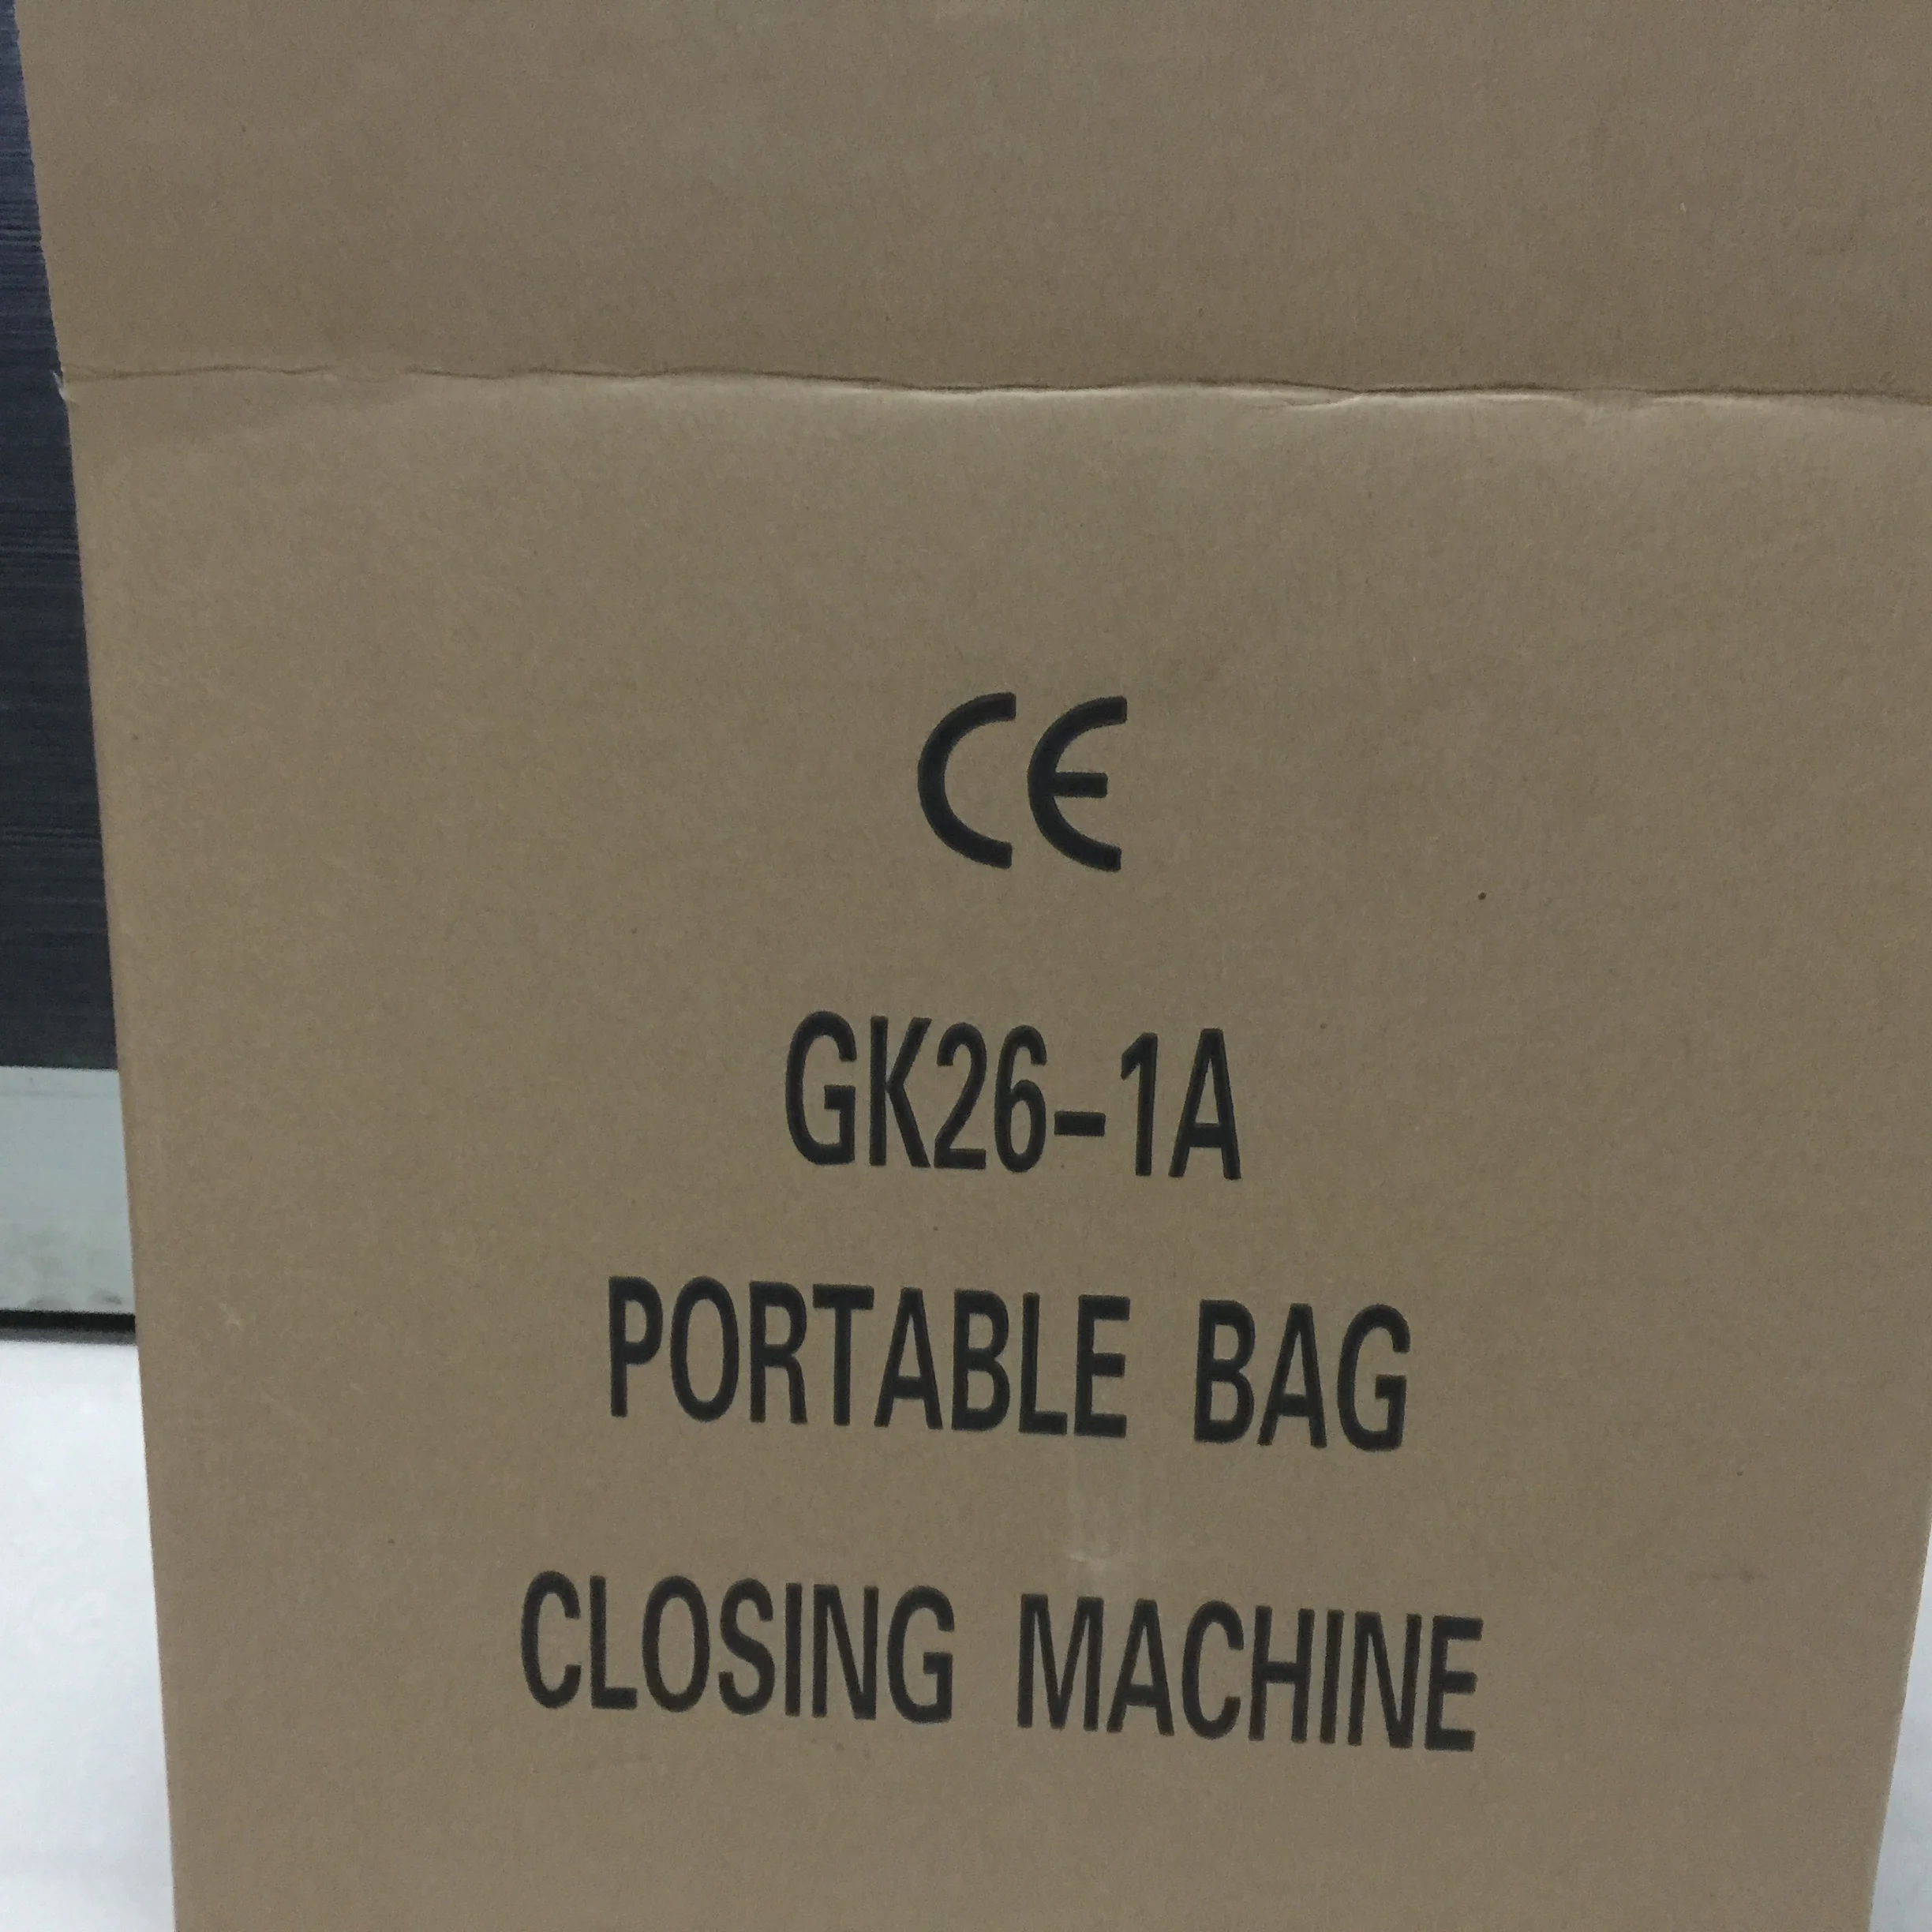 CE
GK26-1A
PORTABLE BAG
CLOSING MACHINE